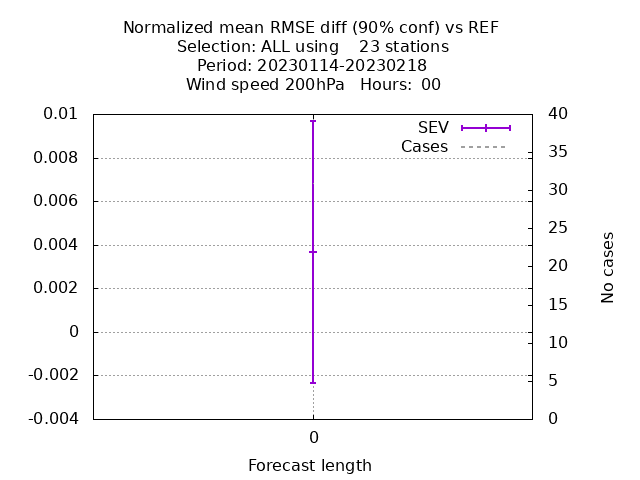 Normalized mean RMSE diff (90% conf) vs REF
Selection: ALL using    23 stations
Period: 20230114-20230218
Wind speed 200hPa   Hours:  00
0.01
0.008
0.006
0.004
0.002
0
-0.002
-0.004
40
35
30
25
20
15
10
5
0
SEV
Cases
No cases
0
Forecast length